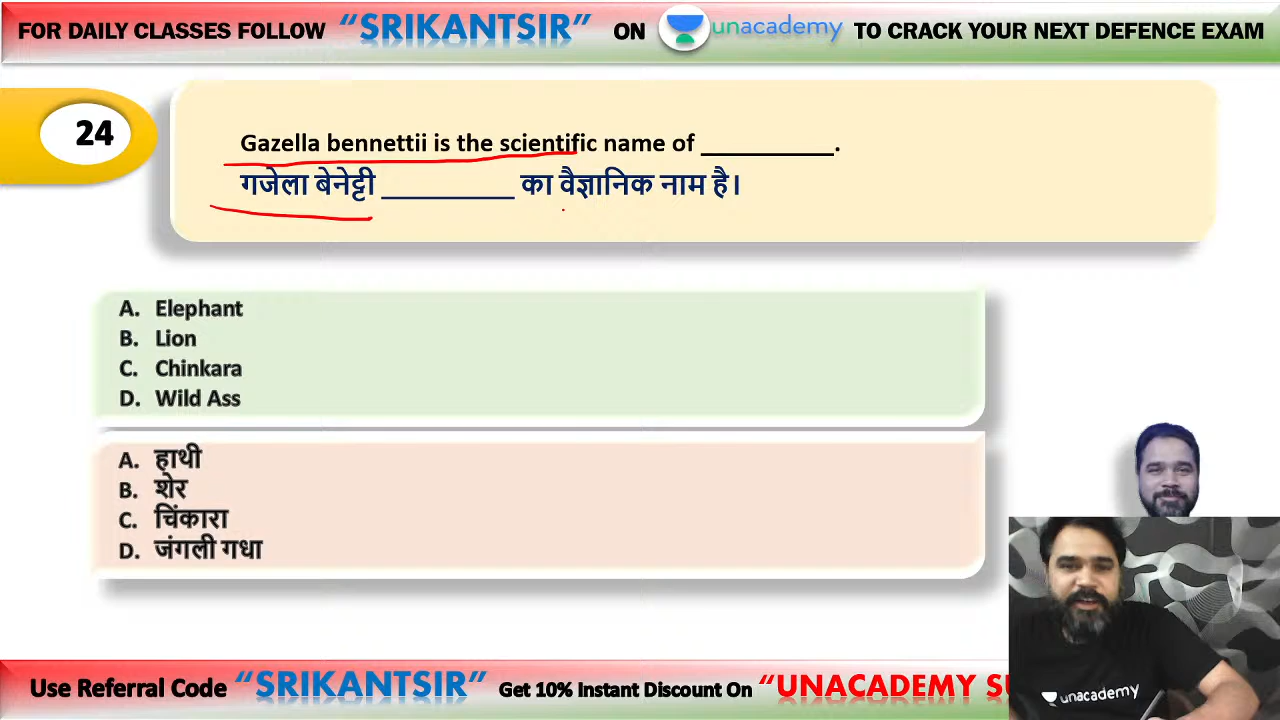 FOR DAILY CLASSES FOLLOW “SRIKANTSIR” ON unacademy TO CRACK YOUR NEXT DEFENCE EXAM
24
Gazella bennettii is the scientific name of __________.
गजेला बेनेट्टी __________ का वैज्ञानिक नाम है।
A. Elephant
B. Lion
C. Chinkara
D. Wild Ass
A. हाथी
B. शेर
C. चिंकारा
D. जंगली गधा
unacademy
Use Referral Code “SRIKANTSIR” Get 10% Instant Discount On “UNACADEMY